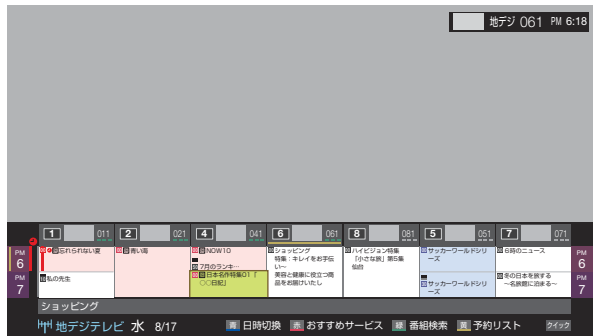 地デジ 061 PM 6:18
1 011 2 021 4 041 6 061 8 081 5 051 7 071
PM
6
PM
7
忘れられない夏
私の先生
青い海
NOW10
7月のランキ…
日本名作特集01『
○○日記』
ショッピング
特集:キレイをお手伝
い~
美容と健康に役立つ商
品をお届けいたし
ハイビジョン特集
「小さな旅」第5集
仙台
サッカーワールドシリ
ーズ
サッカーワールドシリ
ーズ
6時のニュース
冬の日本を旅する
~名旅館に泊まる~
PM
6
PM
7
ショッピング
地デジテレビ 水 8/17 青 日時切換 赤 おすすめサービス 緑 番組検索 黄 予約リスト クイック